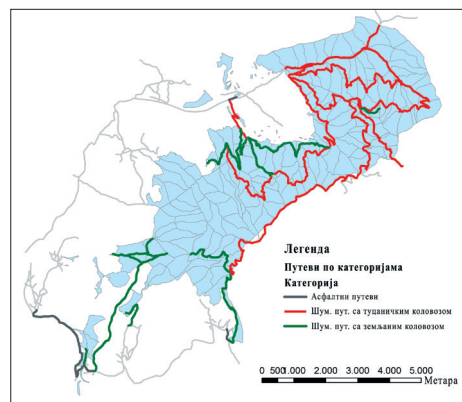 Легенда
Путеви по категоријама
Категорија
Асфалтни путеви
Шум. пут. са туцаничким коловозом
Шум. пут. са земљаним коловозом
0 500 1.000 2.000 3.000 4.000 5.000
Метара